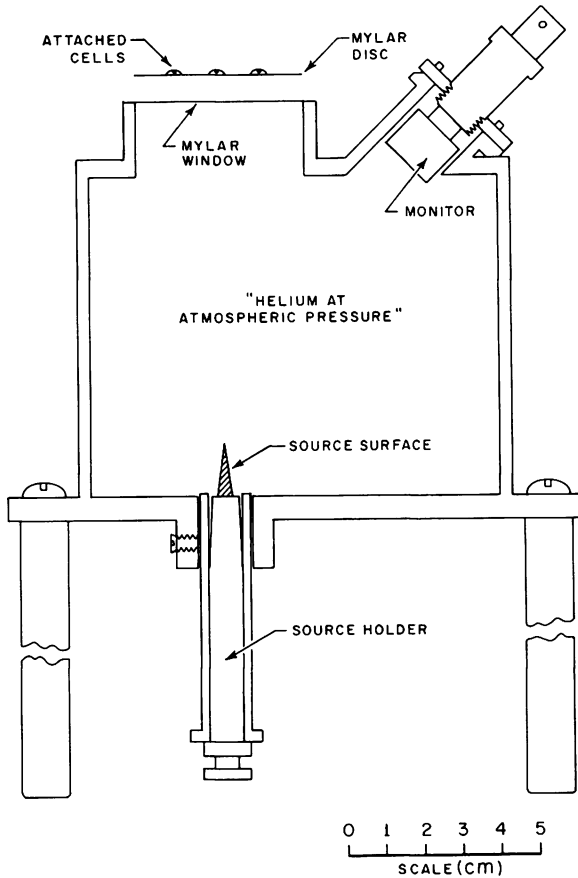 ATTACHED
CELLS
MYLAR
DISC
MYLAR
WINDOW
MONITOR
"HELIUM AT
ATMOSPHERIC PRESSURE"
SOURCE SURFACE
SOURCE HOLDER
0 1 2 3 4 5
SCALE (cm)